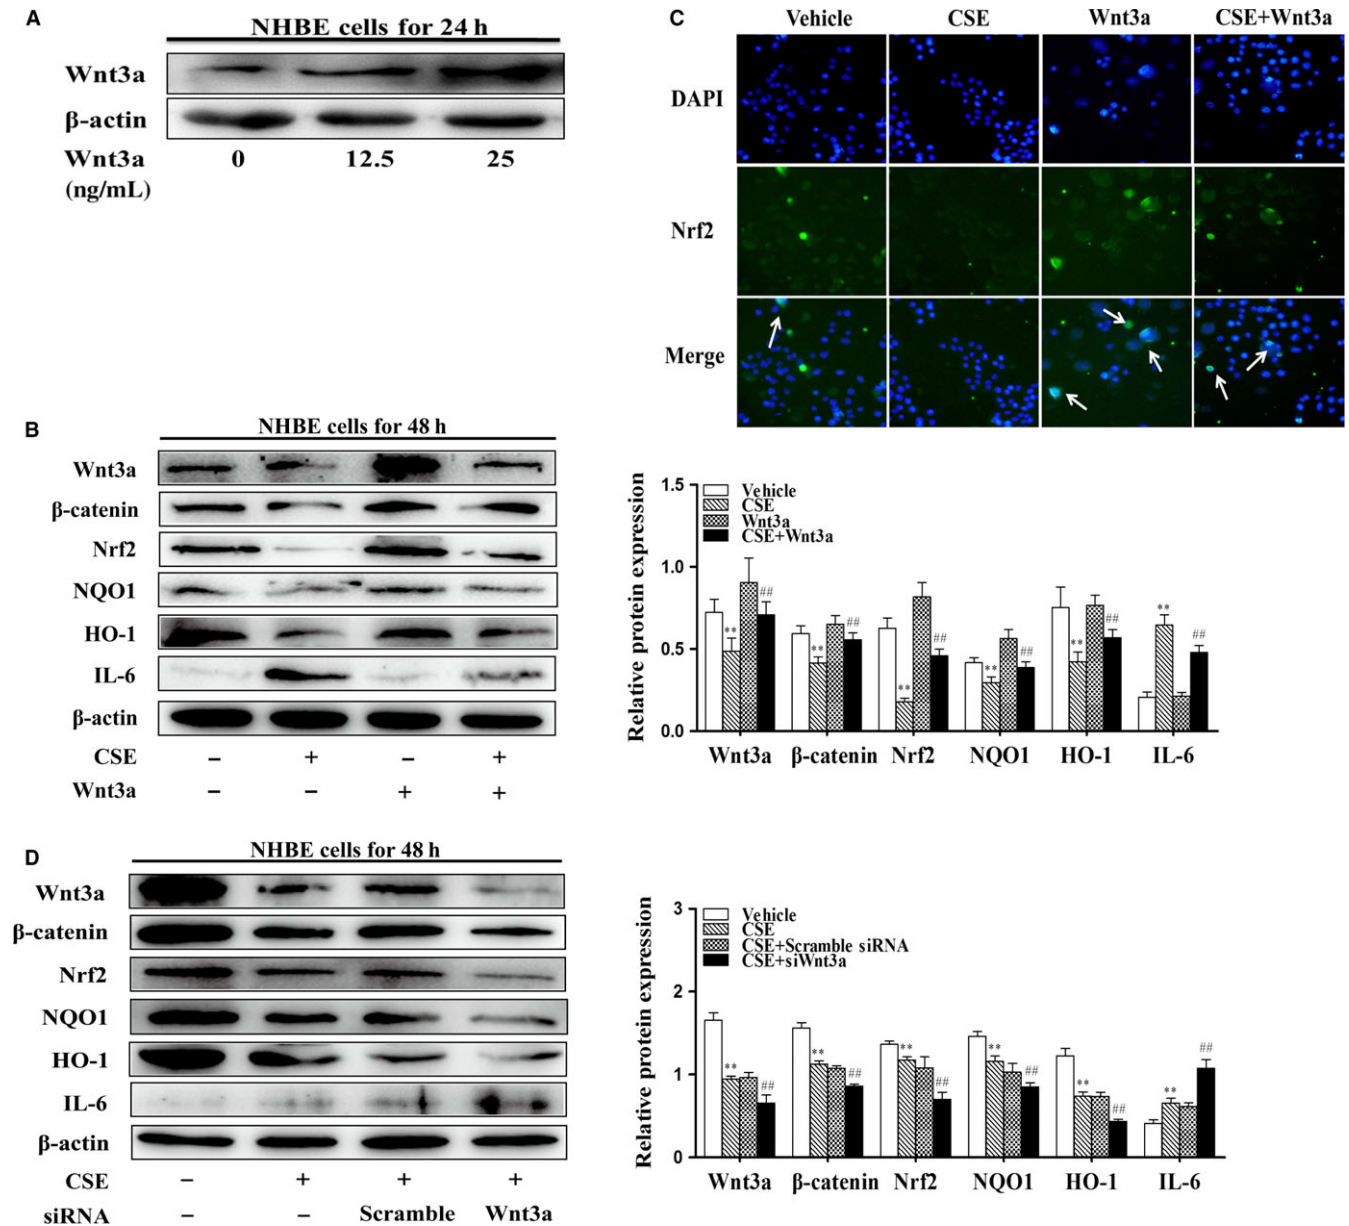 A
NHBE cells for 24 h
Wnt3a
β-actin
Wnt3a 0 12.5 25
(ng/mL)
C
Vehicle CSE Wnt3a CSE+Wnt3a
DAPI
Nrf2
Merge
B
NHBE cells for 48 h
Wnt3a
β-catenin
Nrf2
NQO1
HO-1
IL-6
β-actin
CSE – + – +
Wnt3a – – + +
Relative protein expression
1.5
1.0
0.5
0.0
Vehicle
CSE
Wnt3a
CSE+Wnt3a
** ## ** ## ** ## ** ## ** ## ** ##
Wnt3a β-catenin Nrf2 NQO1 HO-1 IL-6
D
NHBE cells for 48 h
Wnt3a
β-catenin
Nrf2
NQO1
HO-1
IL-6
β-actin
CSE – + + +
siRNA – – Scramble Wnt3a
Relative protein expression
3
2
1
0
Vehicle
CSE
CSE+Scramble siRNA
CSE+siWnt3a
** ## ** ## ** ## ** ## ** ## ** ##
Wnt3a β-catenin Nrf2 NQO1 HO-1 IL-6